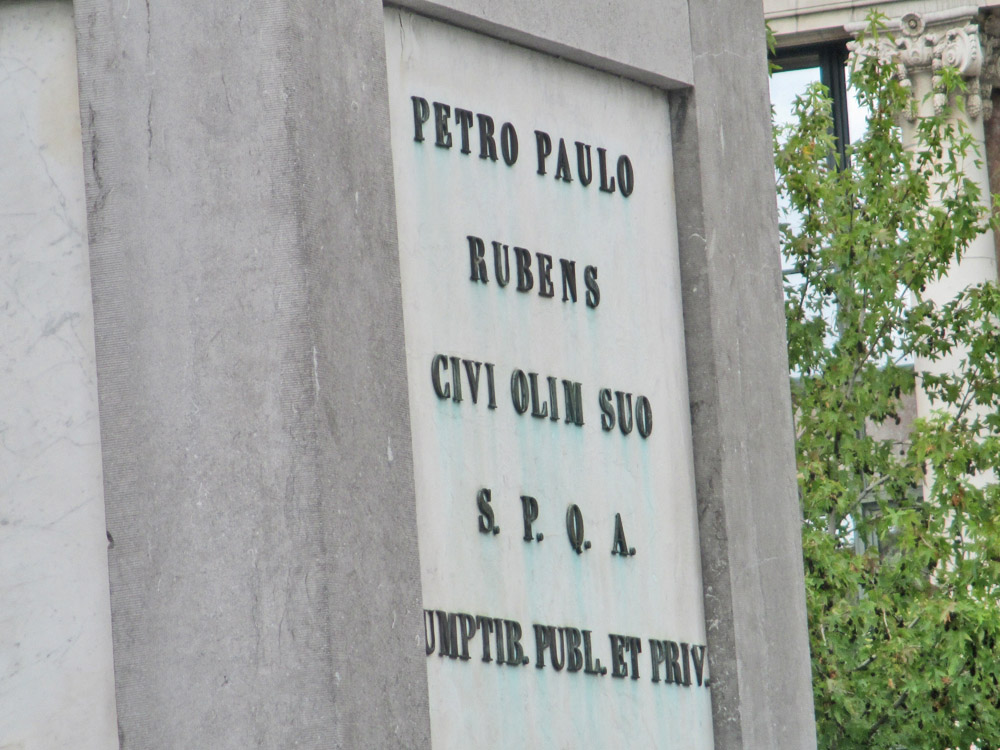 PETRO PAULO
RUBENS
CIVI OLIM SUO
S. P. Q. A.
UMPTIB. PUBL. ET PRIV.